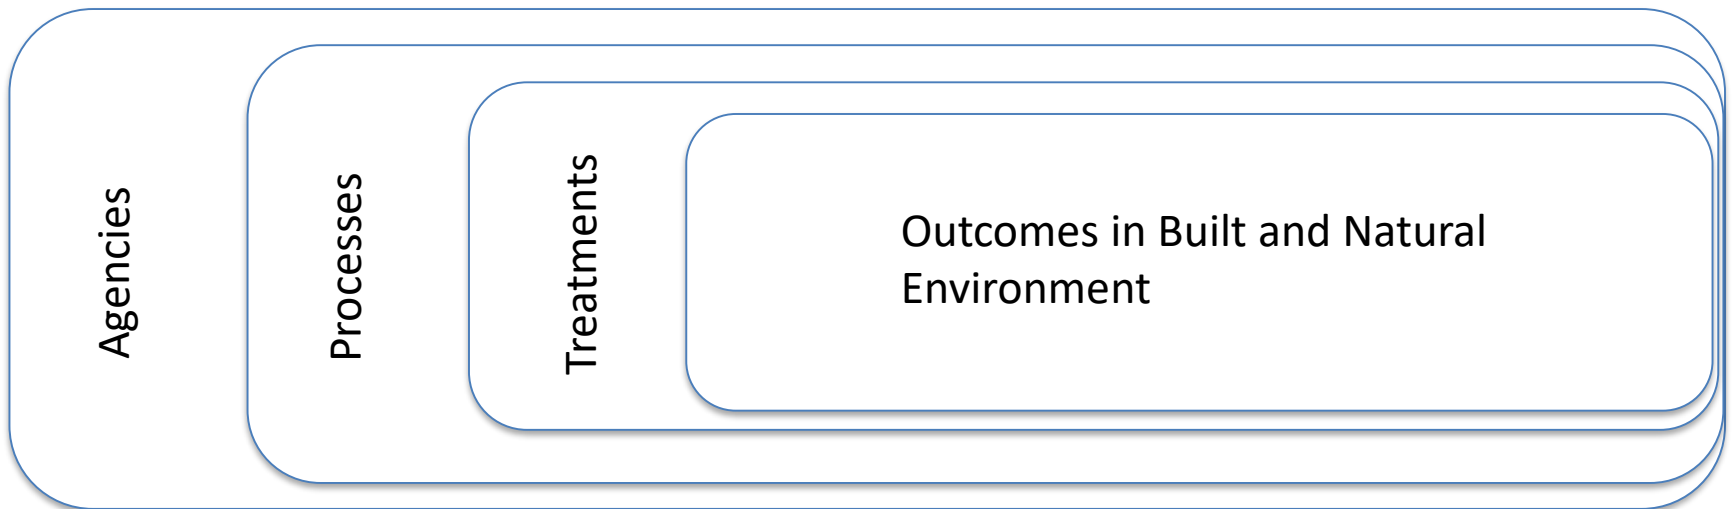 Agencies
Processes
Treatments
Outcomes in Built and Natural
Environment